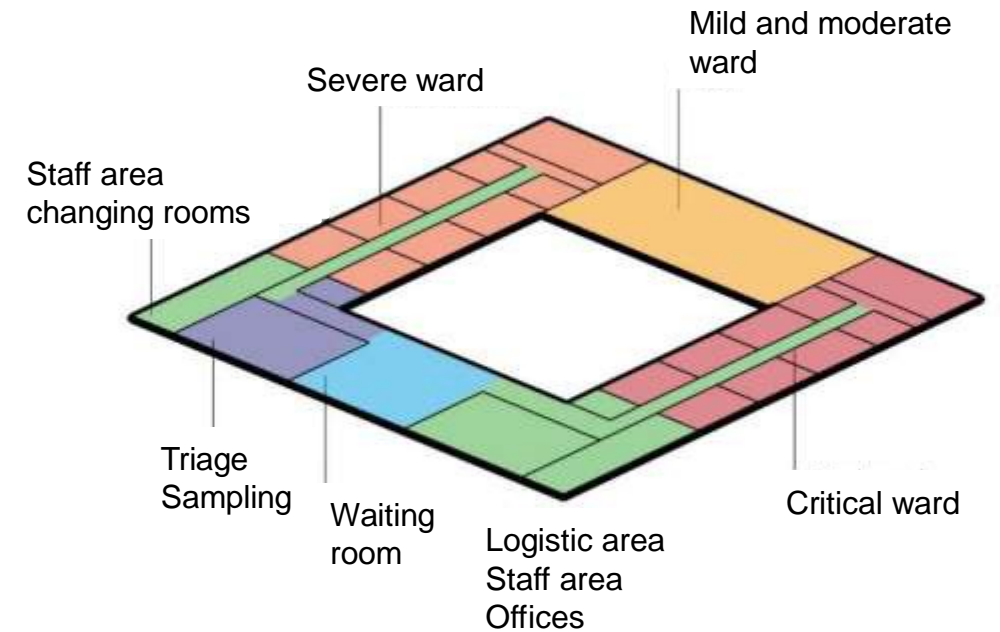 Mild and moderate
ward
Severe ward
Staff area
changing rooms
Triage
Sampling
Waiting
room
Logistic area
Staff area
Offices
Critical ward